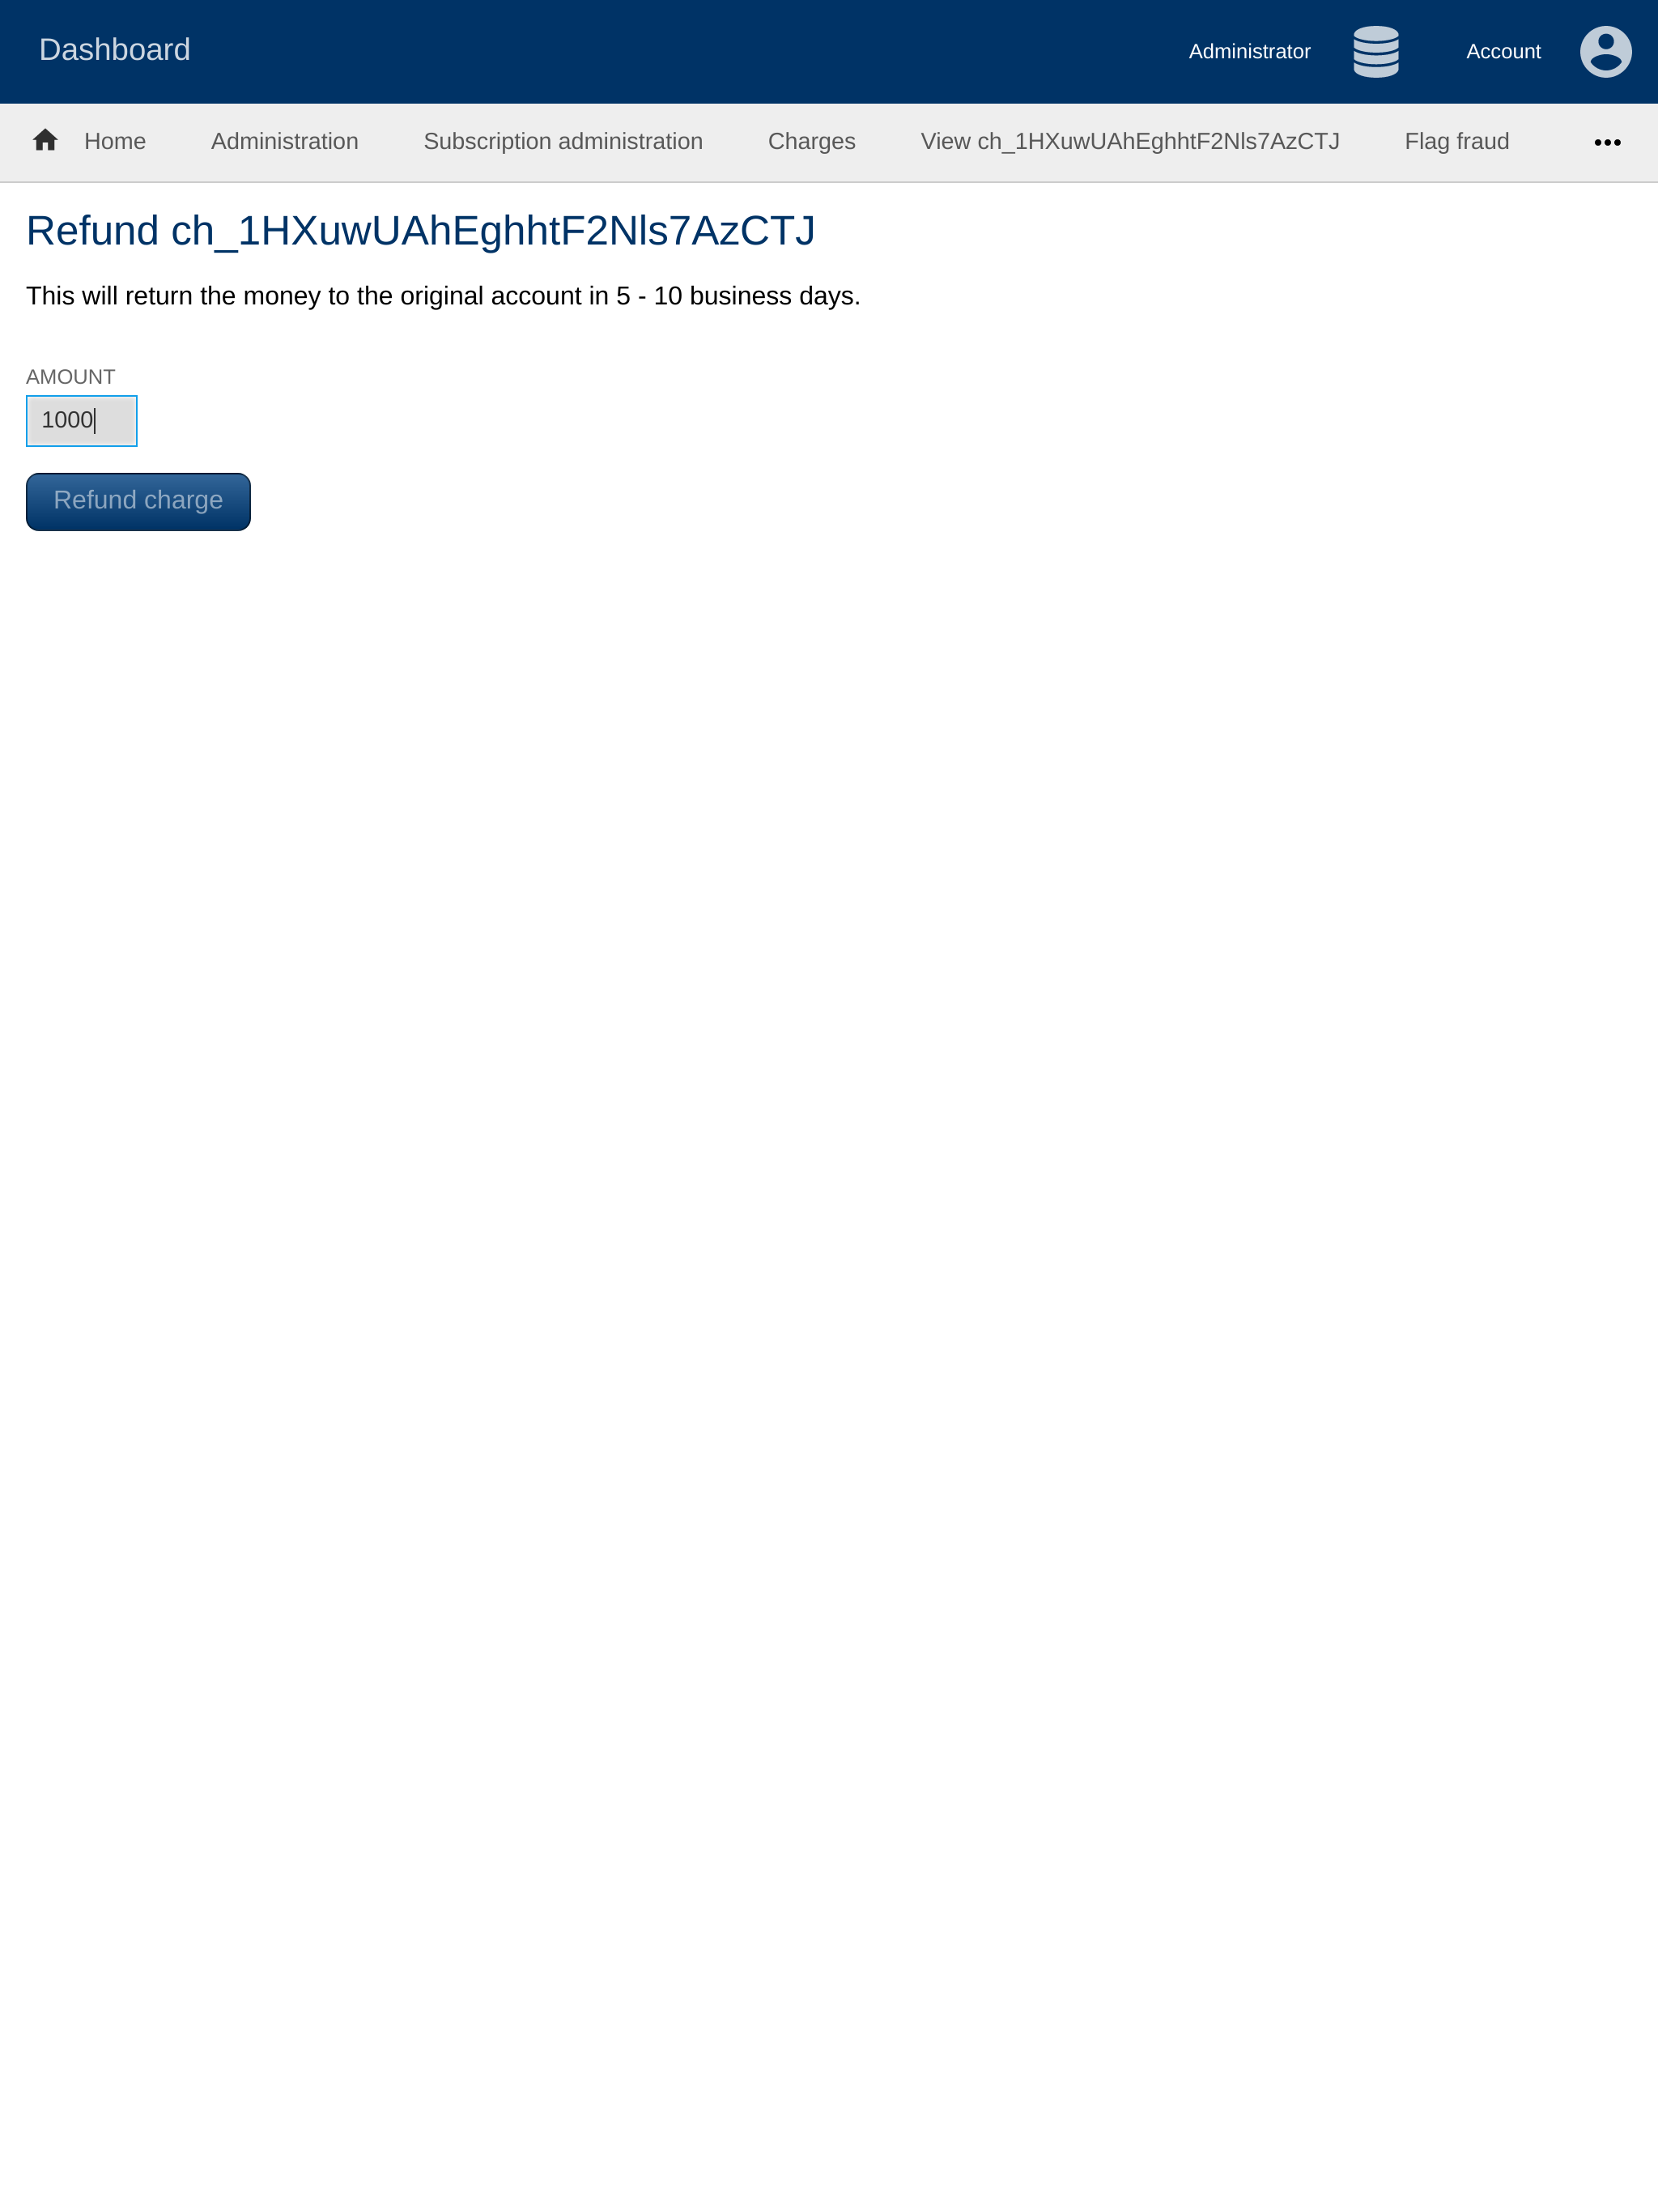 Dashboard
Administrator
Account
Home
Administration
Subscription administration
Charges
View ch_1HXuwUAhEghhtF2Nls7AzCTJ
Flag fraud
Refund ch_1HXuwUAhEghhtF2Nls7AzCTJ
This will return the money to the original account in 5 - 10 business days.
AMOUNT
1000
Refund charge